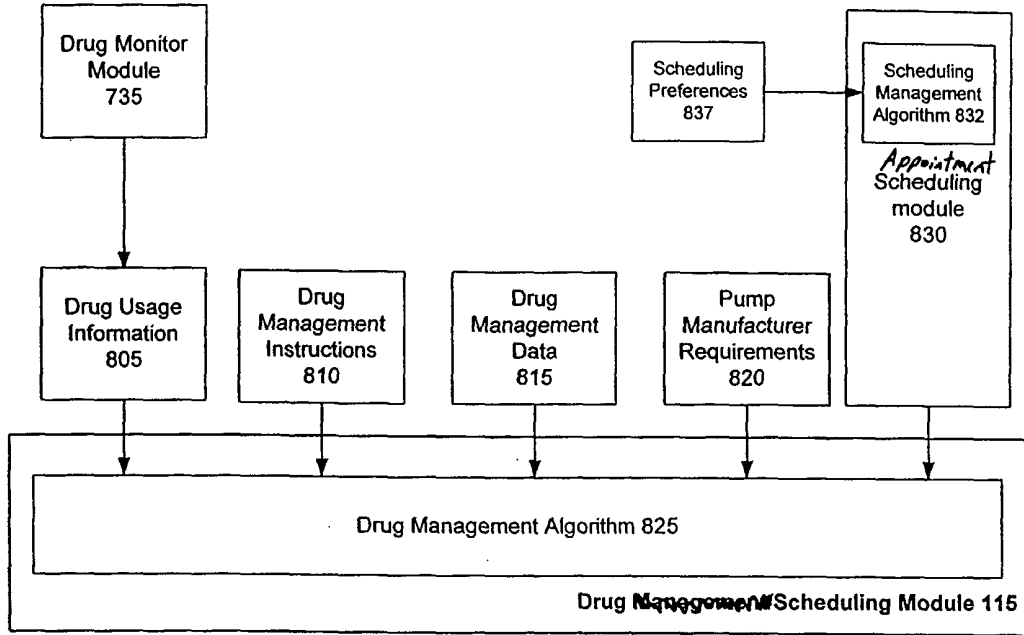 Drug Monitor
Module
735
Scheduling
Preferences
837
Scheduling
Management
Algorithm 832
Appointment
Scheduling
module
830
Drug Usage
Information
805
Drug
Management
Instructions
810
Drug
Management
Data
815
Pump
Manufacturer
Requirements
820
Drug Management Algorithm 825
Drug Management/Scheduling Module 115